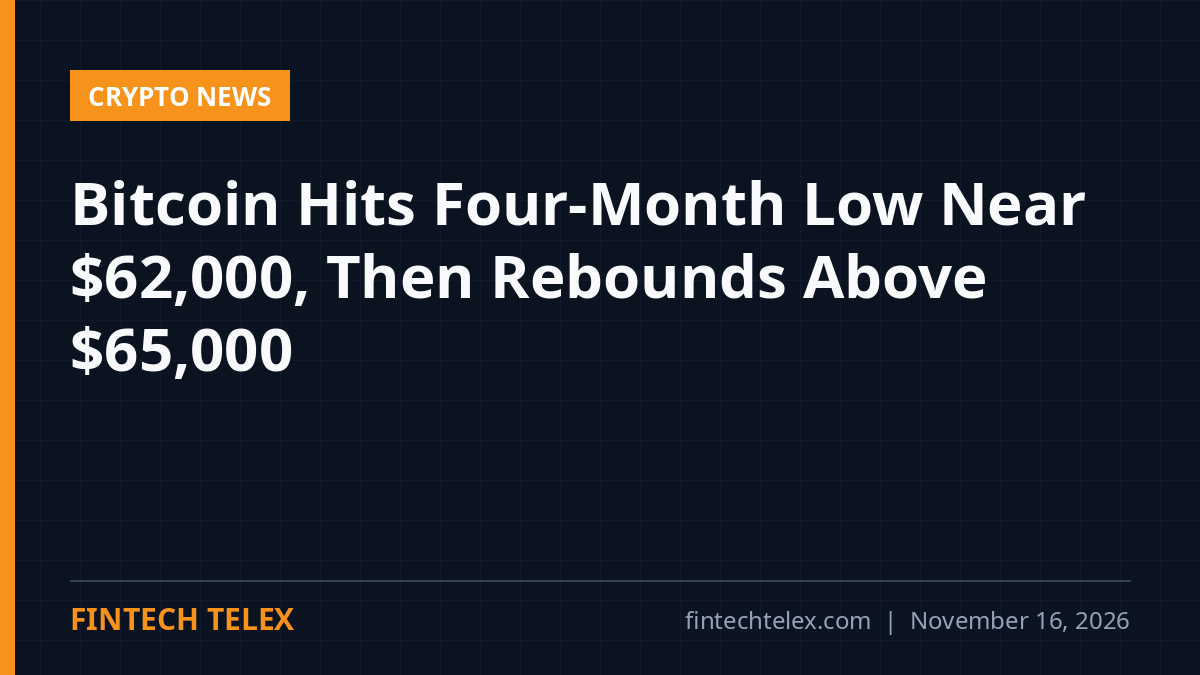 CRYPTO NEWS
Bitcoin Hits Four-Month Low Near
$62,000, Then Rebounds Above
$65,000
FINTECH TELEX
fintechtelex.com | November 16, 2026